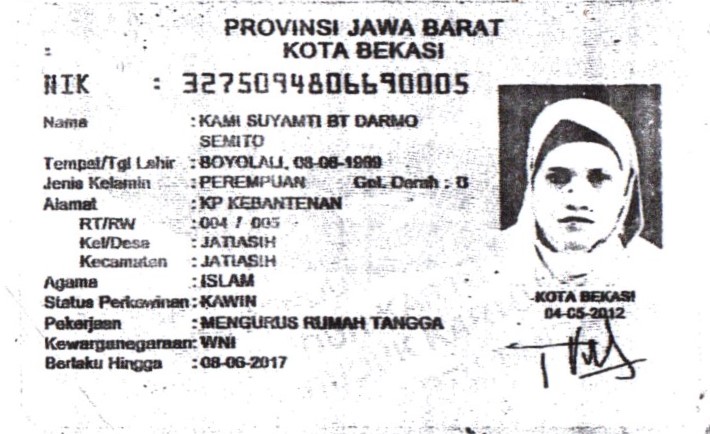 PROVINSI JAWA BARAT
KOTA BEKASI
NIK : 3275094806690005
Nama : KAMI SUYAMTI BT DARMO
SEMITO
Tempat/Tgl Lahir : BOYOLALI, 08-06-1969
Jenis Kelamin : PEREMPUAN Gol. Darah : B
Alamat : KP KEBANTENAN
RT/RW : 004 / 005
Kel/Desa : JATIASIH
Kecamatan : JATIASIH
Agama : ISLAM
Status Perkawinan: KAWIN
Pekerjaan : MENGURUS RUMAH TANGGA
Kewarganegaraan: WNI
Berlaku Hingga : 08-06-2017
KOTA BEKASI
04-05-2012